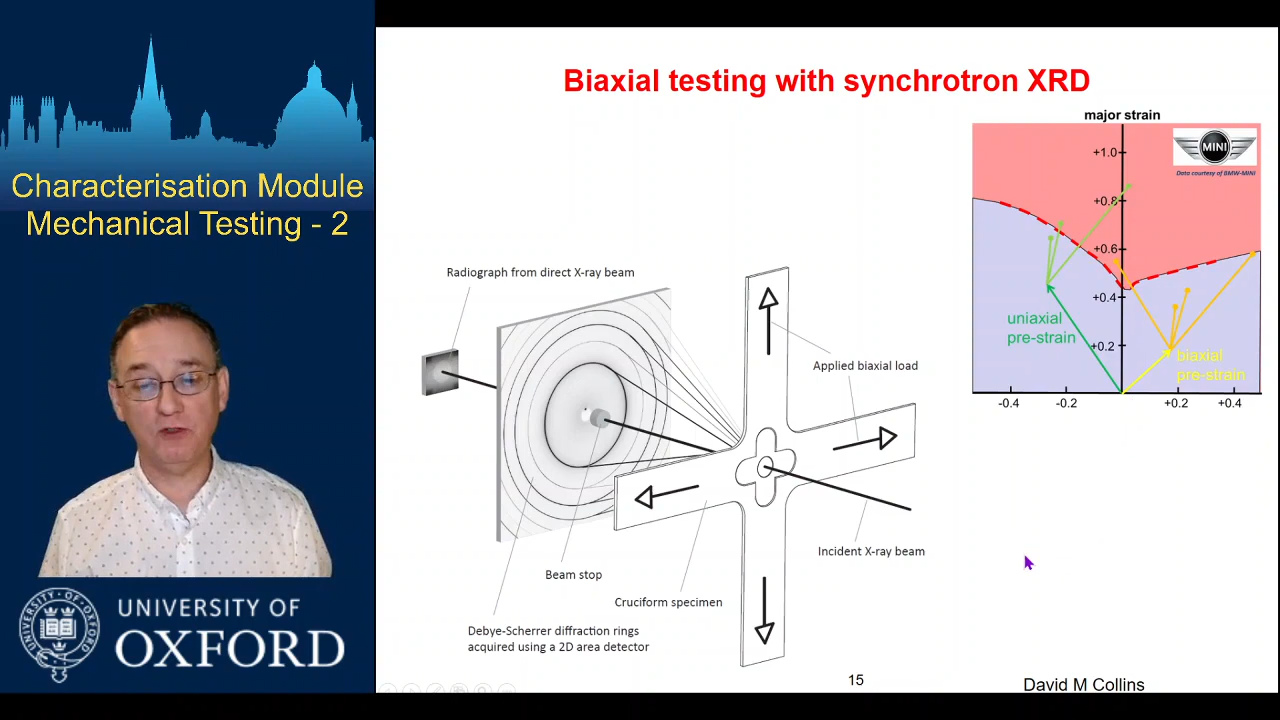 Characterisation Module
Mechanical Testing - 2
UNIVERSITY OF
OXFORD
Biaxial testing with synchrotron XRD
Radiograph from direct X-ray beam
Applied biaxial load
Incident X-ray beam
Beam stop
Cruciform specimen
Debye-Scherrer diffraction rings
acquired using a 2D area detector
major strain
MINI
Data courtesy of BMW-MINI
+1.0
+0.8
+0.6
+0.4
+0.2
uniaxial
pre-strain
biaxial
pre-strain
-0.4 -0.2 +0.2 +0.4
15
David M Collins